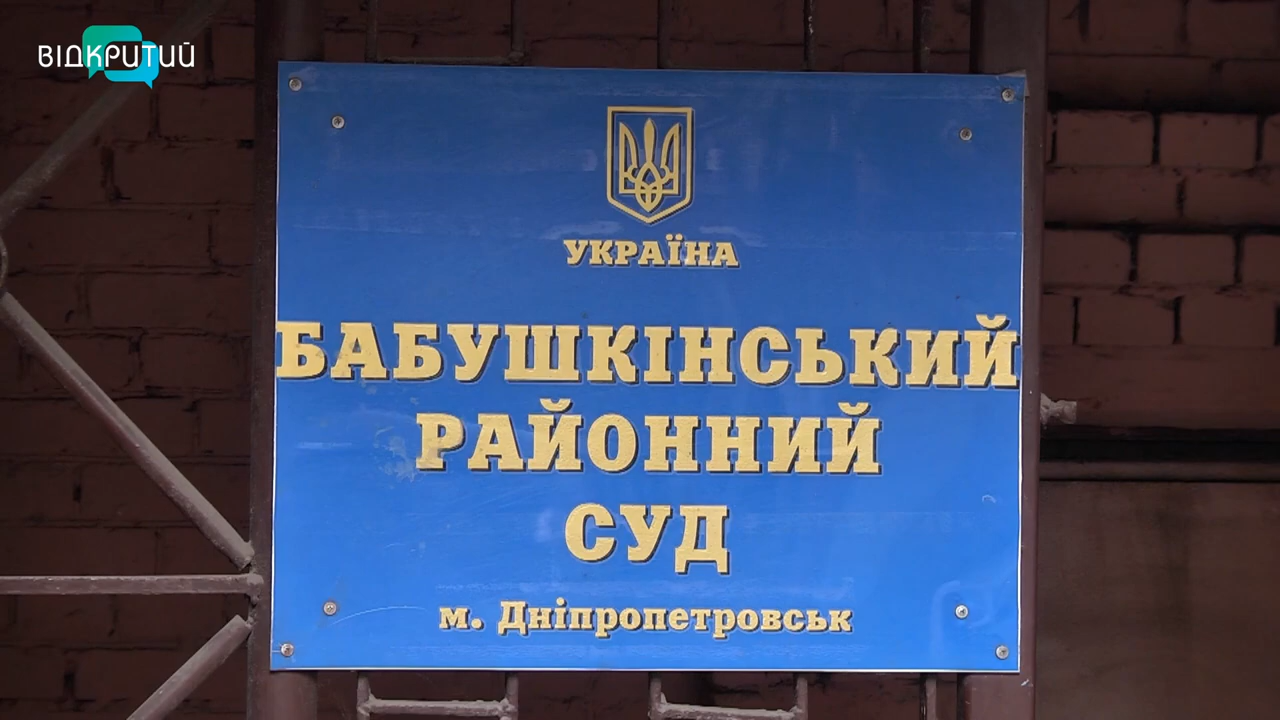 ВІДКРИТИЙ
УКРАЇНА
БАБУШКІНСЬКИЙ
РАЙОННИЙ
СУД
м. Дніпропетровськ